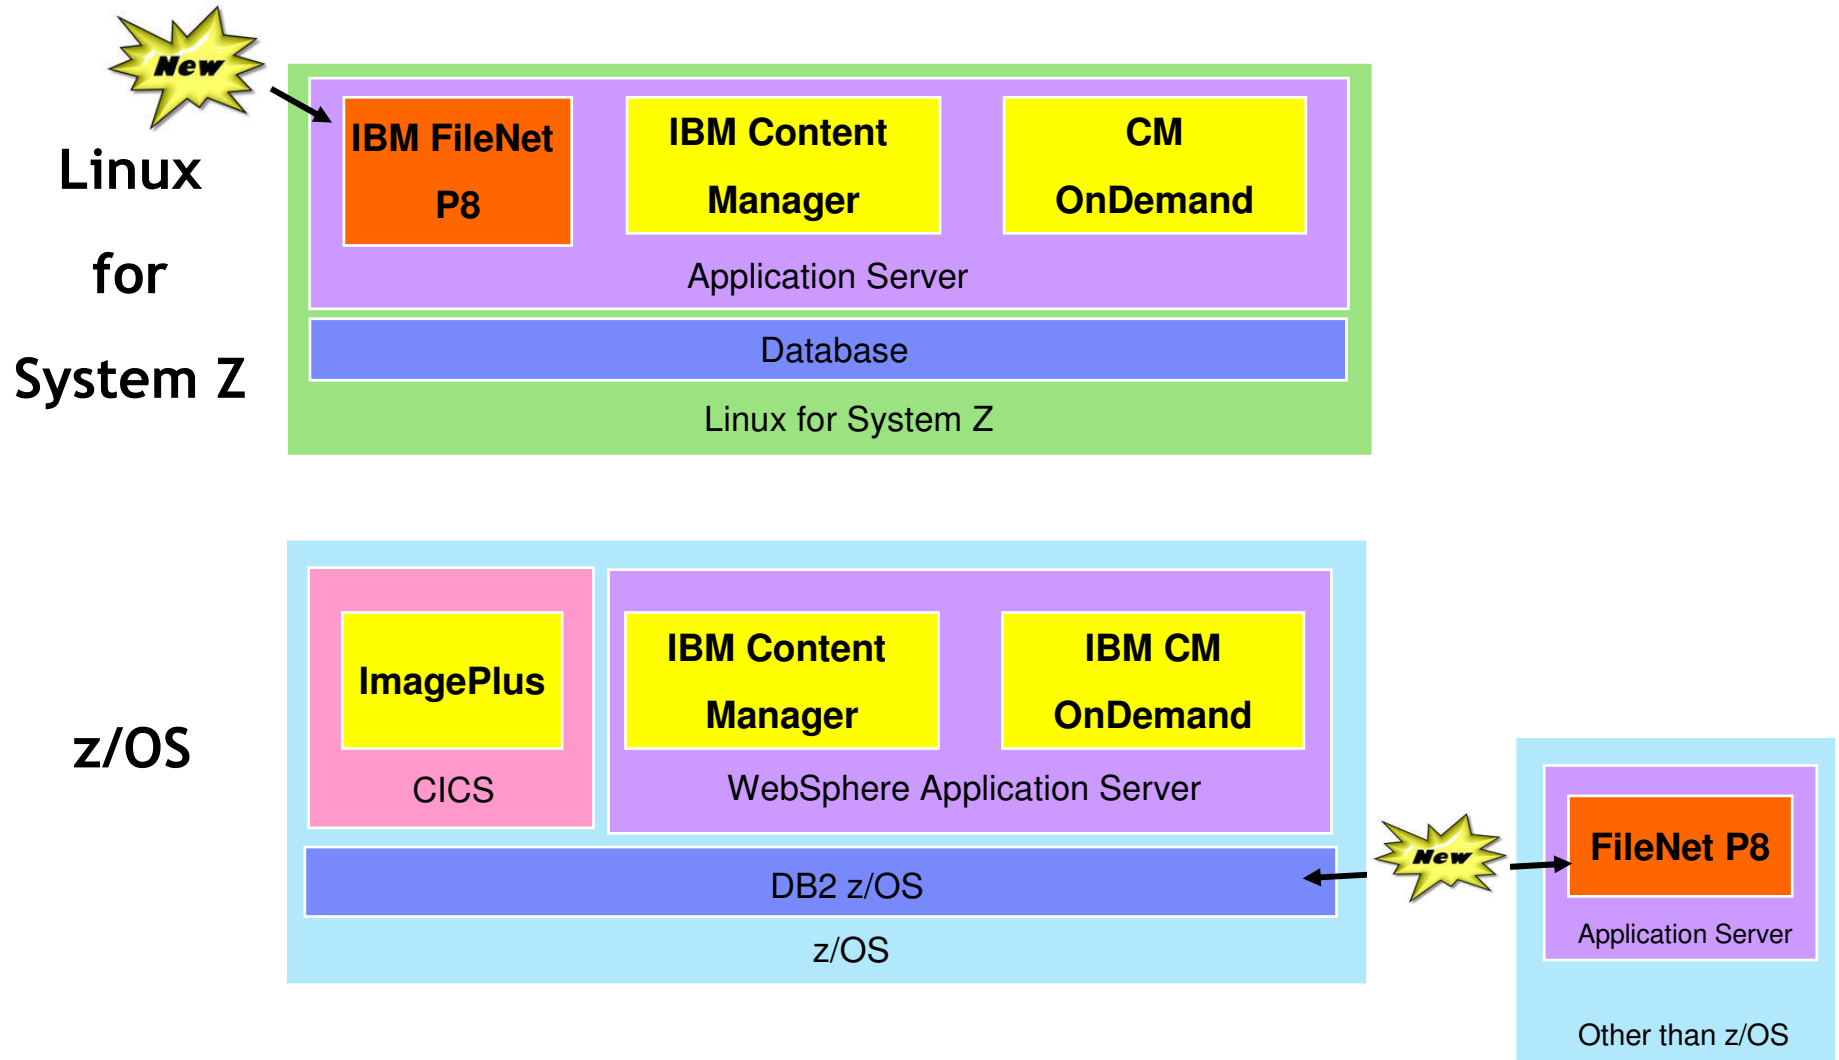 New
Linux
for
System Z
IBM FileNet
P8
IBM Content
Manager
CM
OnDemand
Application Server
Database
Linux for System Z
z/OS
ImagePlus
CICS
IBM Content
Manager
IBM CM
OnDemand
WebSphere Application Server
DB2 z/OS
z/OS
New
FileNet P8
Application Server
Other than z/OS